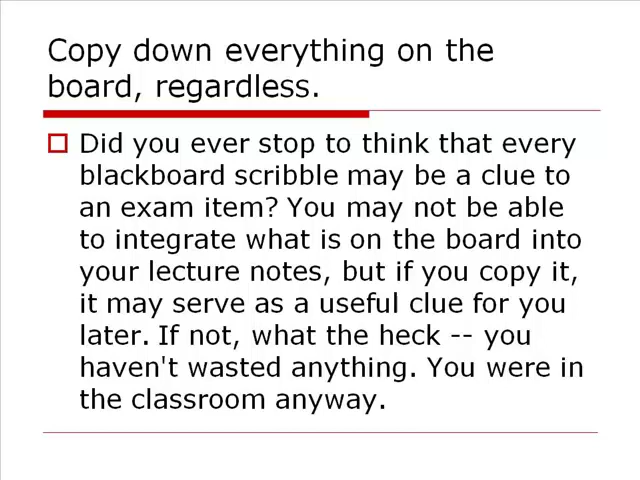 Copy down everything on the
board, regardless.
Did you ever stop to think that every
blackboard scribble may be a clue to
an exam item? You may not be able
to integrate what is on the board into
your lecture notes, but if you copy it,
it may serve as a useful clue for you
later. If not, what the heck -- you
haven't wasted anything. You were in
the classroom anyway.